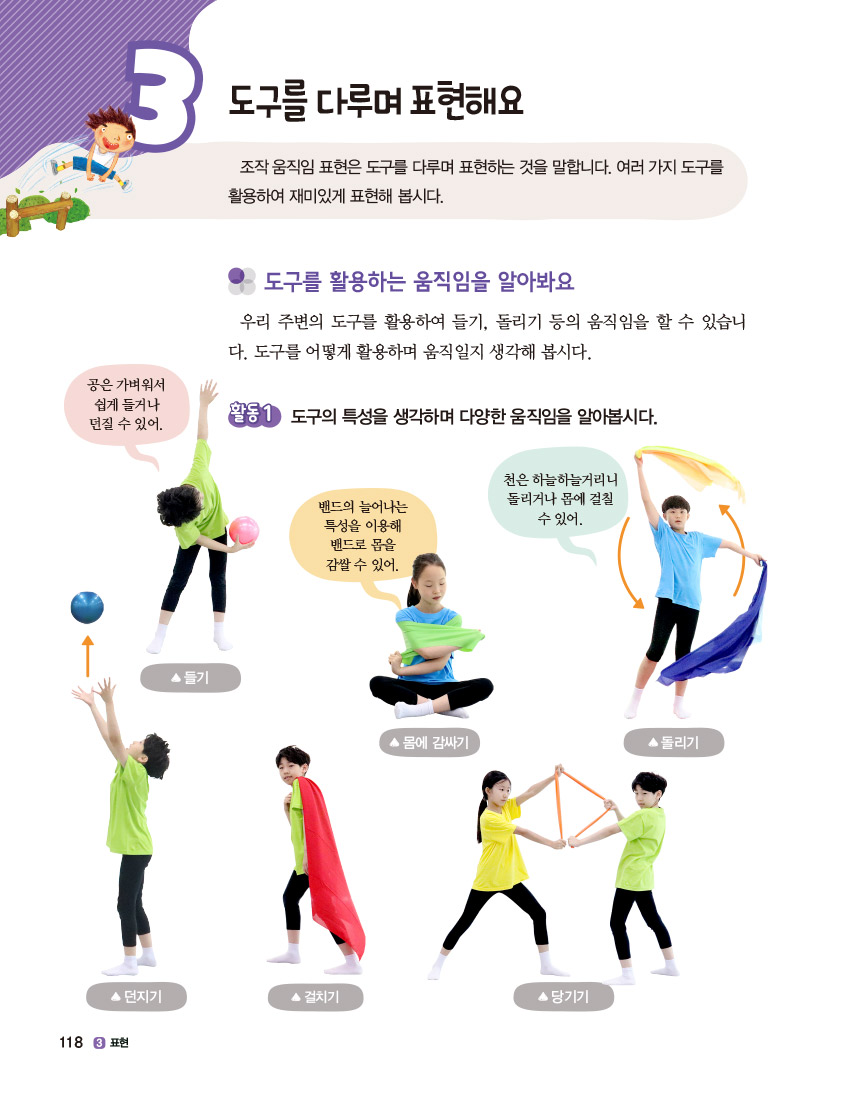 3
도구를 다루며 표현해요
조작 움직임 표현은 도구를 다루며 표현하는 것을 말합니다. 여러 가지 도구를
활용하여 재미있게 표현해 봅시다.
도구를 활용하는 움직임을 알아봐요
우리 주변의 도구를 활용하여 들기, 돌리기 등의 움직임을 할 수 있습니
다. 도구를 어떻게 활용하며 움직일지 생각해 봅시다.
활동 1 도구의 특성을 생각하며 다양한 움직임을 알아봅시다.
공은 가벼워서
쉽게 들거나
던질 수 있어.
밴드의 늘어나는
특성을 이용해
밴드로 몸을
감쌀 수 있어.
천은 하늘하늘거리니
돌리거나 몸에 걸칠
수 있어.
▲ 들기
▲ 몸에 감싸기
▲ 돌리기
▲ 던지기
▲ 걸치기
▲ 당기기
118 3 표현